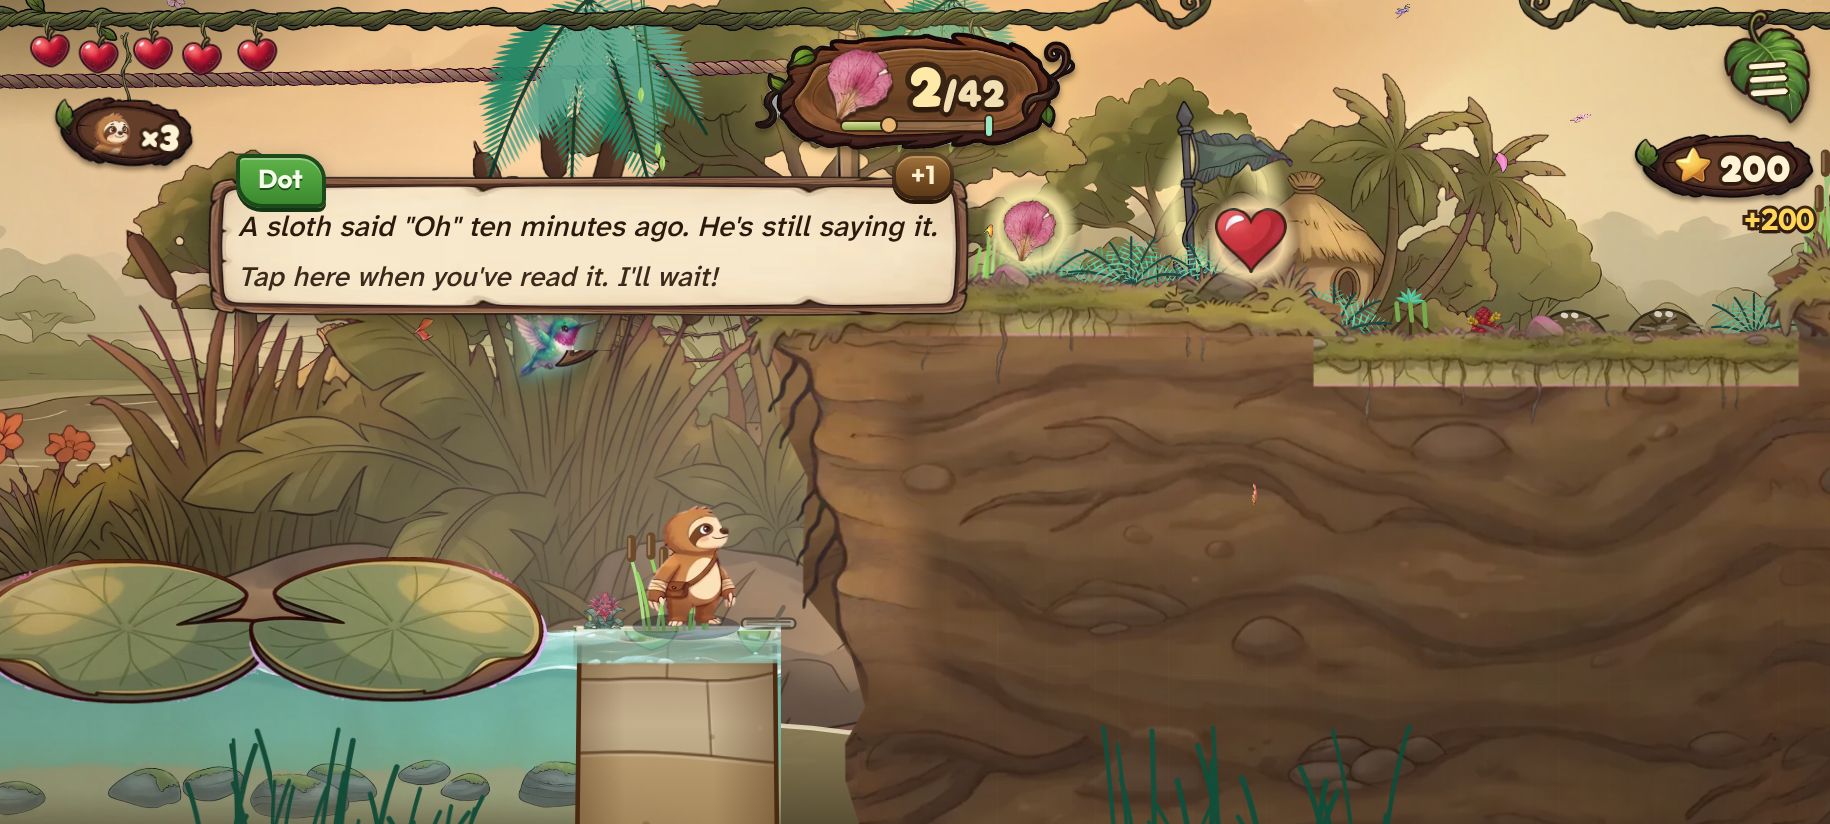 2/42
×3
Dot
+1
200
+200
A sloth said "Oh" ten minutes ago. He's still saying it.
Tap here when you've read it. I'll wait!